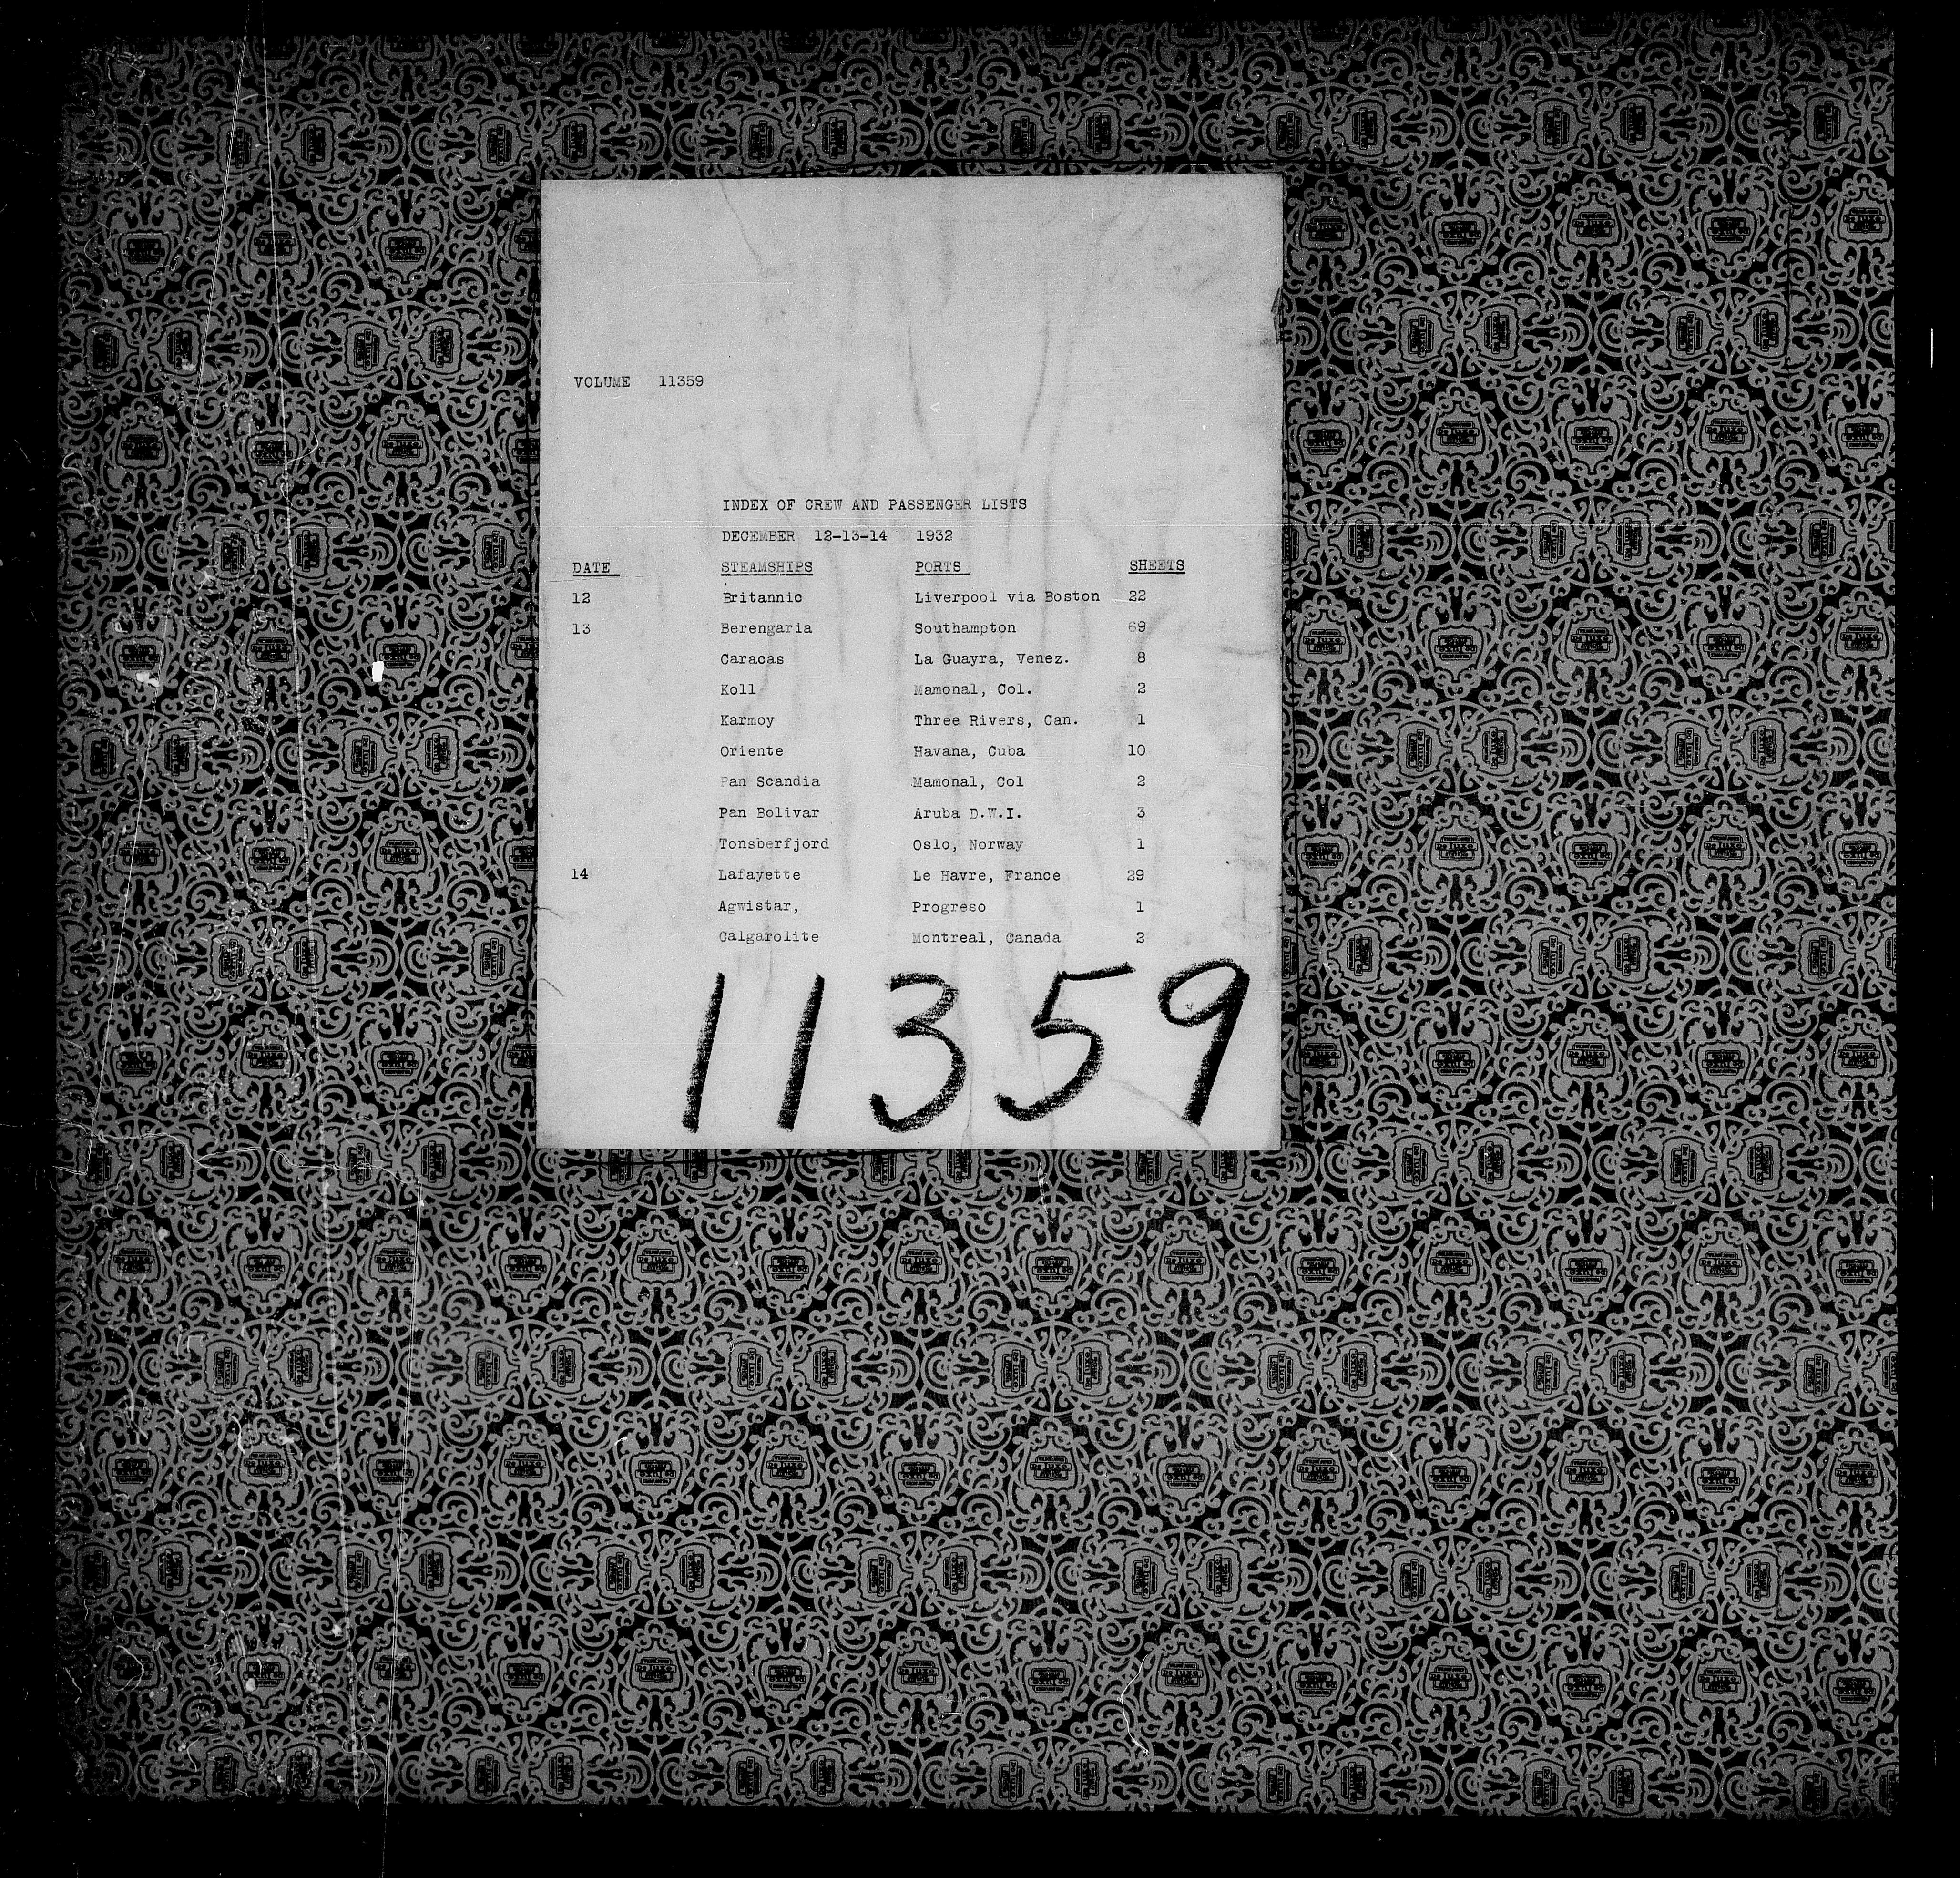 VOLUME 11359
INDEX OF CREW AND PASSENGER LISTS
DECEMBER 12-13-14 1932
DATE STEAMSHIPS PORTS SHEETS
12 Britannic Liverpool via Boston 22
13 Berengaria Southampton 69
Caracas La Guayra, Venez. 8
Koll Mamonal, Col. 2
Karmoy Three Rivers, Can. 1
Oriente Havana, Cuba 10
Pan Scandia Mamonal, Col 2
Pan Bolivar Aruba D.W.I. 3
Tonsberfjord Oslo, Norway 1
14 Lafayette Le Havre, France 29
Agwistar, Progreso 1
Calgarolite Montreal, Canada 2
11359